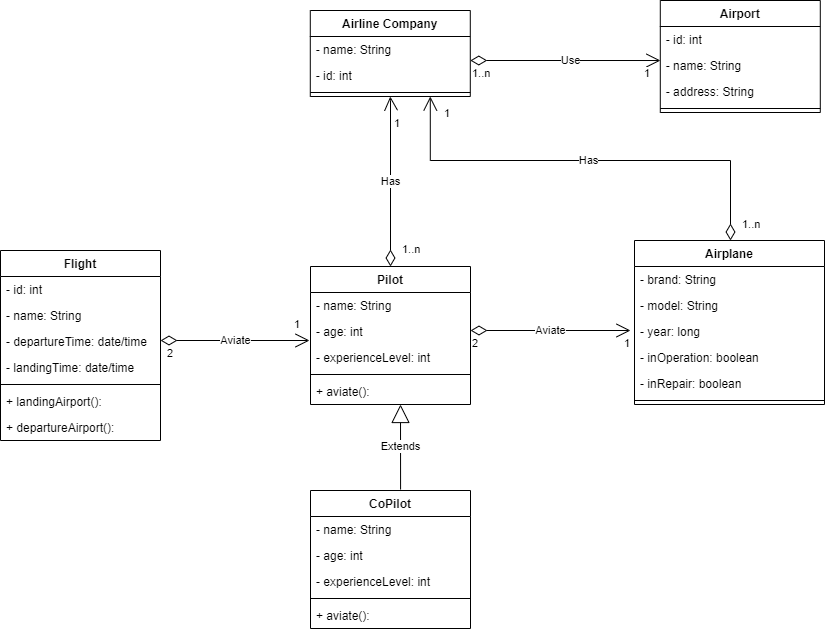 Airline Company
- name: String
- id: int
Airport
- id: int
- name: String
- address: String
1..n
Use
1
1
1
Has
Has
1..n
1..n
Flight
- id: int
- name: String
- departureTime: date/time
- landingTime: date/time
+ landingAirport():
+ departureAirport():
2
Aviate
1
Pilot
- name: String
- age: int
- experienceLevel: int
+ aviate():
2
Aviate
1
Airplane
- brand: String
- model: String
- year: long
- inOperation: boolean
- inRepair: boolean
Extends
CoPilot
- name: String
- age: int
- experienceLevel: int
+ aviate():